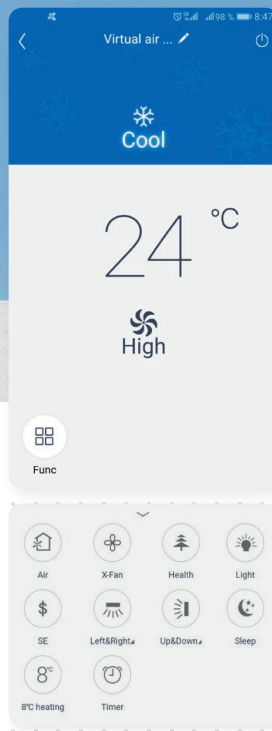 98 % 8:47
Virtual air ...
Cool
24 °C
High
Func
Air X-Fan Health Light
$
SE Left&Right Up&Down Sleep
8°C
8℃ heating Timer